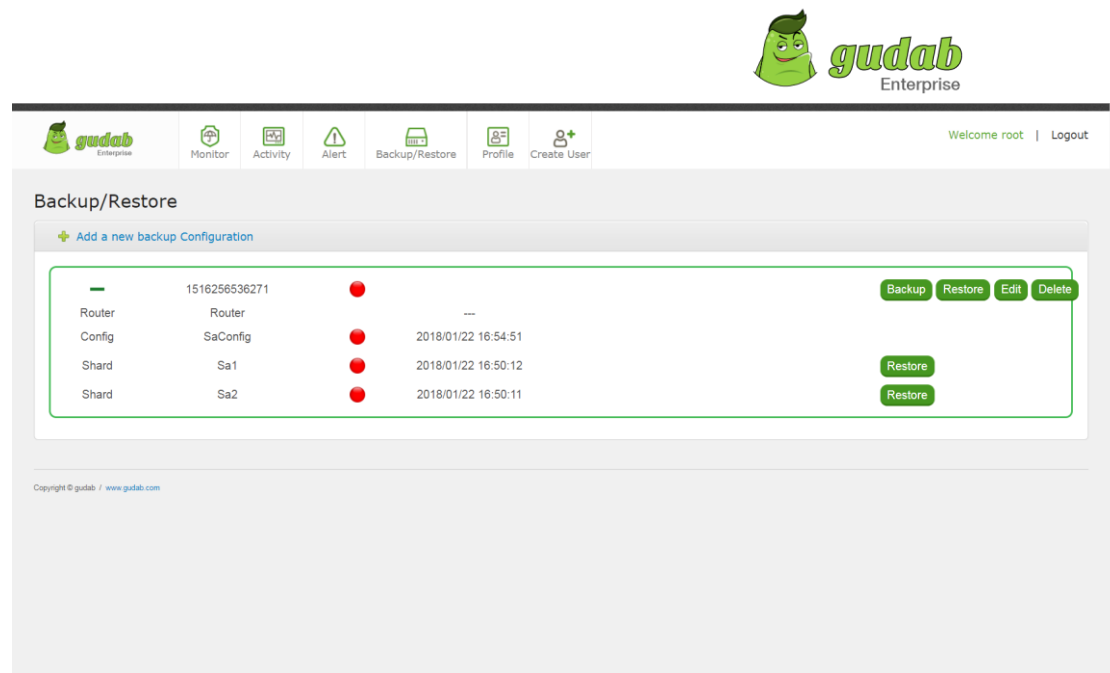 gudab
Enterprise
gudab
Enterprise
Monitor Activity Alert Backup/Restore Profile Create User
Welcome root | Logout
Backup/Restore
Add a new backup Configuration
1516256536271 Backup Restore Edit Delete
Router Router ---
Config SaConfig 2018/01/22 16:54:51
Shard Sa1 2018/01/22 16:50:12 Restore
Shard Sa2 2018/01/22 16:50:11 Restore
Copyright © gudab / www.gudab.com